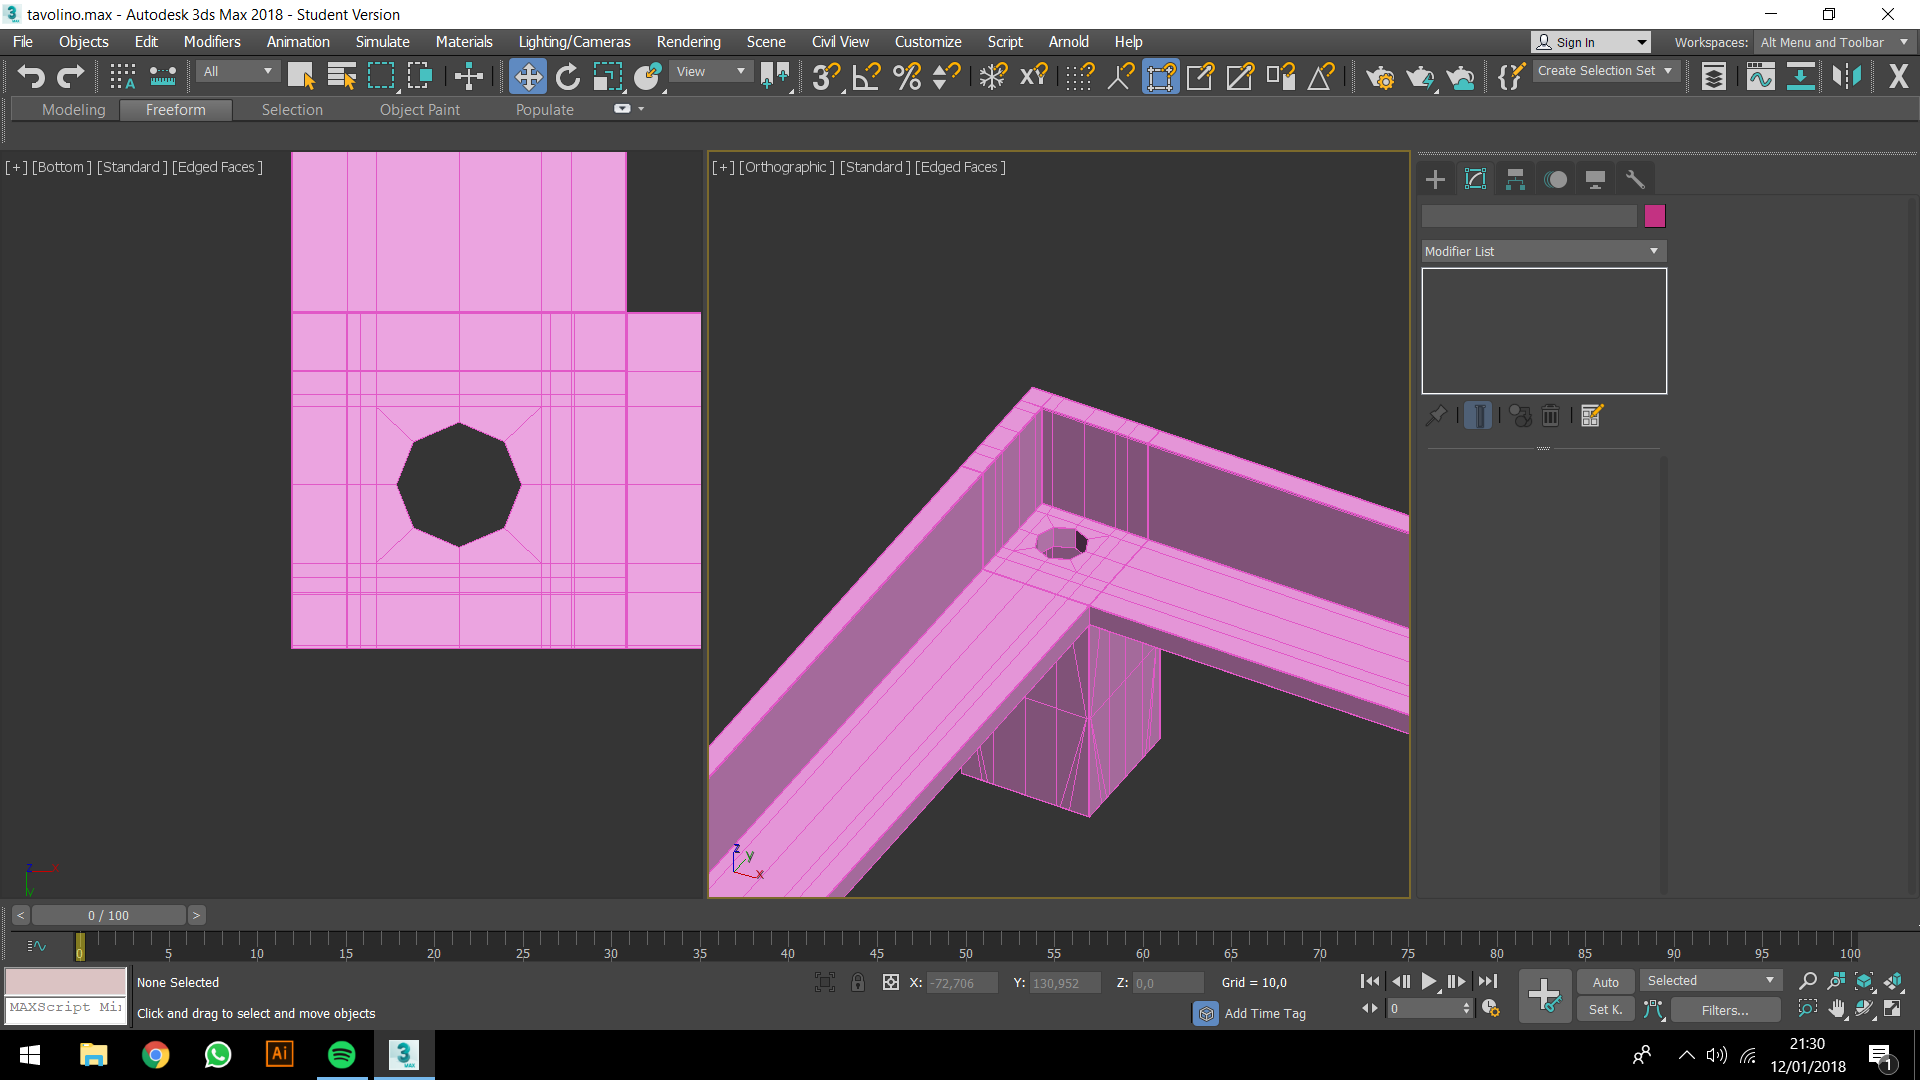 tavolino.max - Autodesk 3ds Max 2018 - Student Version
File Objects Edit Modifiers Animation Simulate Materials Lighting/Cameras Rendering Scene Civil View Customize Script Arnold Help Sign In Workspaces: Alt Menu and Toolbar
All View Create Selection Set
Modeling Freeform Selection Object Paint Populate
[+] [Bottom ] [Standard ] [Edged Faces ]
[+] [Orthographic ] [Standard ] [Edged Faces ]
Modifier List
z x
y
z y
x
< 0 / 100 >
0 5 10 15 20 25 30 35 40 45 50 55 60 65 70 75 80 85 90 95 100
None Selected X: -72,706 Y: 130,952 Z: 0,0 Grid = 10,0 Auto Selected
MAXScript Mi
Click and drag to select and move objects Add Time Tag 0 Set K. Filters...
Ai 3 MAX
21:30
12/01/2018
1